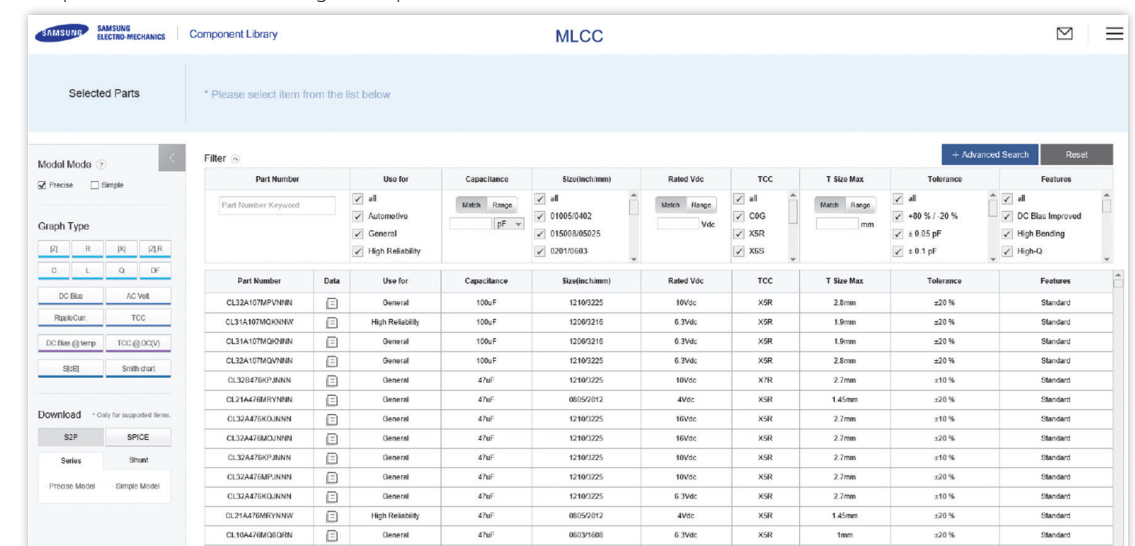 SAMSUNG SAMSUNG ELECTRO-MECHANICS Component Library MLCC
Selected Parts * Please select item from the list below
Model Mode ?
Precise Simple
Graph Type
|Z| R |X| |Z|,R
C L Q DF
DC Bias AC Volt.
RippleCurr. TCC
DC Bias @ temp TCC @ DC(V)
S[dB] Smith chart
Download * Only for supported items.
S2P SPICE
Series Shunt
Precise Model Simple Model
Filter + Advanced Search Reset
Part Number Use for Capacitance Size(inch/mm) Rated Vdc TCC T Size Max Tolerance Features
Part Number Keyword all Match Range all Match Range all Match Range all all
Automotive pF 01005/0402 Vdc C0G mm +80 % / -20 % DC Bias Improved
General 015008/05025 X5R ± 0.05 pF High Bending
High Reliability 0201/0603 X6S ± 0.1 pF High-Q
Part Number Data Use for Capacitance Size(inch/mm) Rated Vdc TCC T Size Max Tolerance Features
CL32A107MPVNNN General 100uF 1210/3225 10Vdc X5R 2.8mm ±20 % Standard
CL31A107MQKNNW High Reliability 100uF 1206/3216 6.3Vdc X5R 1.9mm ±20 % Standard
CL31A107MQKNNN General 100uF 1206/3216 6.3Vdc X5R 1.9mm ±20 % Standard
CL32A107MQVNNN General 100uF 1210/3225 6.3Vdc X5R 2.8mm ±20 % Standard
CL32B476KPJNNN General 47uF 1210/3225 10Vdc X7R 2.7mm ±10 % Standard
CL21A476MRYNNN General 47uF 0805/2012 4Vdc X5R 1.45mm ±20 % Standard
CL32A476KOJNNN General 47uF 1210/3225 16Vdc X5R 2.7mm ±10 % Standard
CL32A476MOJNNN General 47uF 1210/3225 16Vdc X5R 2.7mm ±20 % Standard
CL32A476KPJNNN General 47uF 1210/3225 10Vdc X5R 2.7mm ±10 % Standard
CL32A476MPJNNN General 47uF 1210/3225 10Vdc X5R 2.7mm ±20 % Standard
CL32A476KQJNNN General 47uF 1210/3225 6.3Vdc X5R 2.7mm ±10 % Standard
CL21A476MRYNNW High Reliability 47uF 0805/2012 4Vdc X5R 1.45mm ±20 % Standard
CL10A476MQ8QRN General 47uF 0603/1608 6.3Vdc X5R 1mm ±20 % Standard